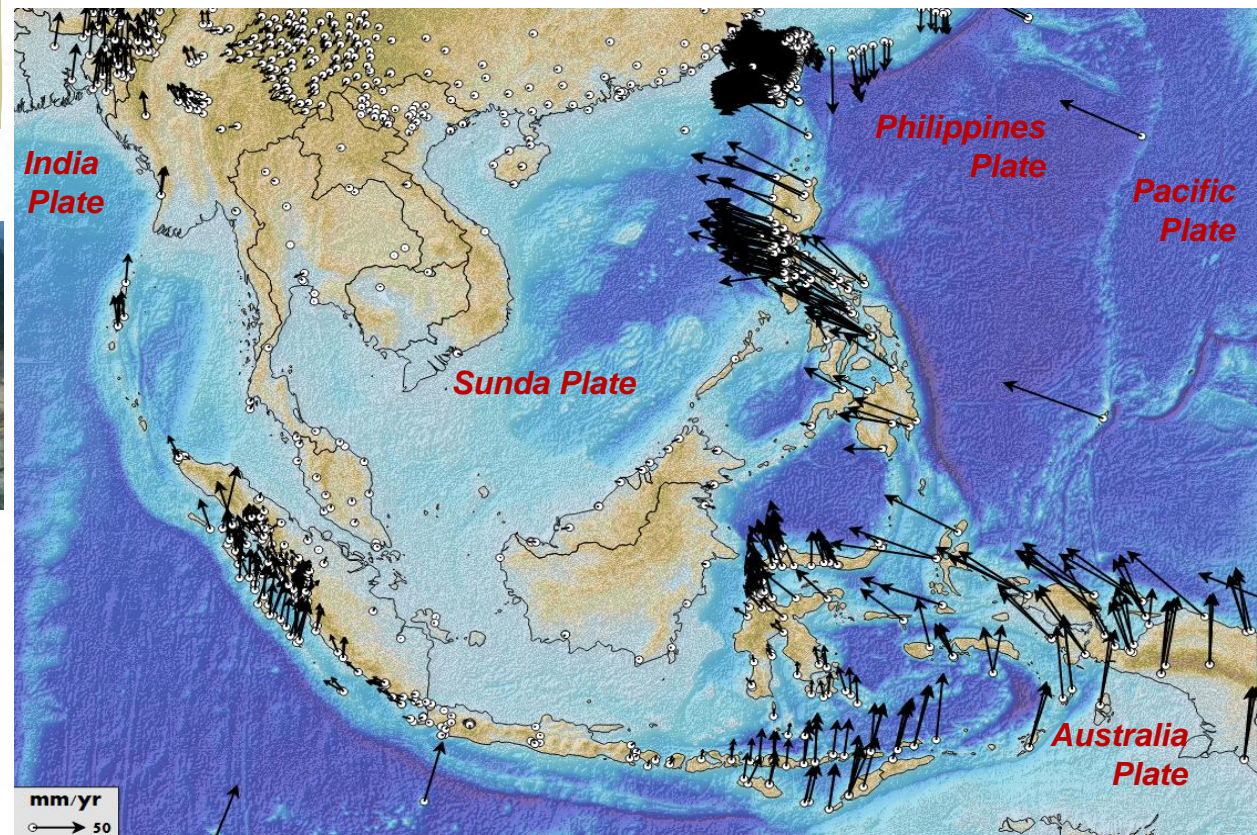 India
Plate
Philippines
Plate
Pacific
Plate
Sunda Plate
Australia
Plate
mm/yr
50